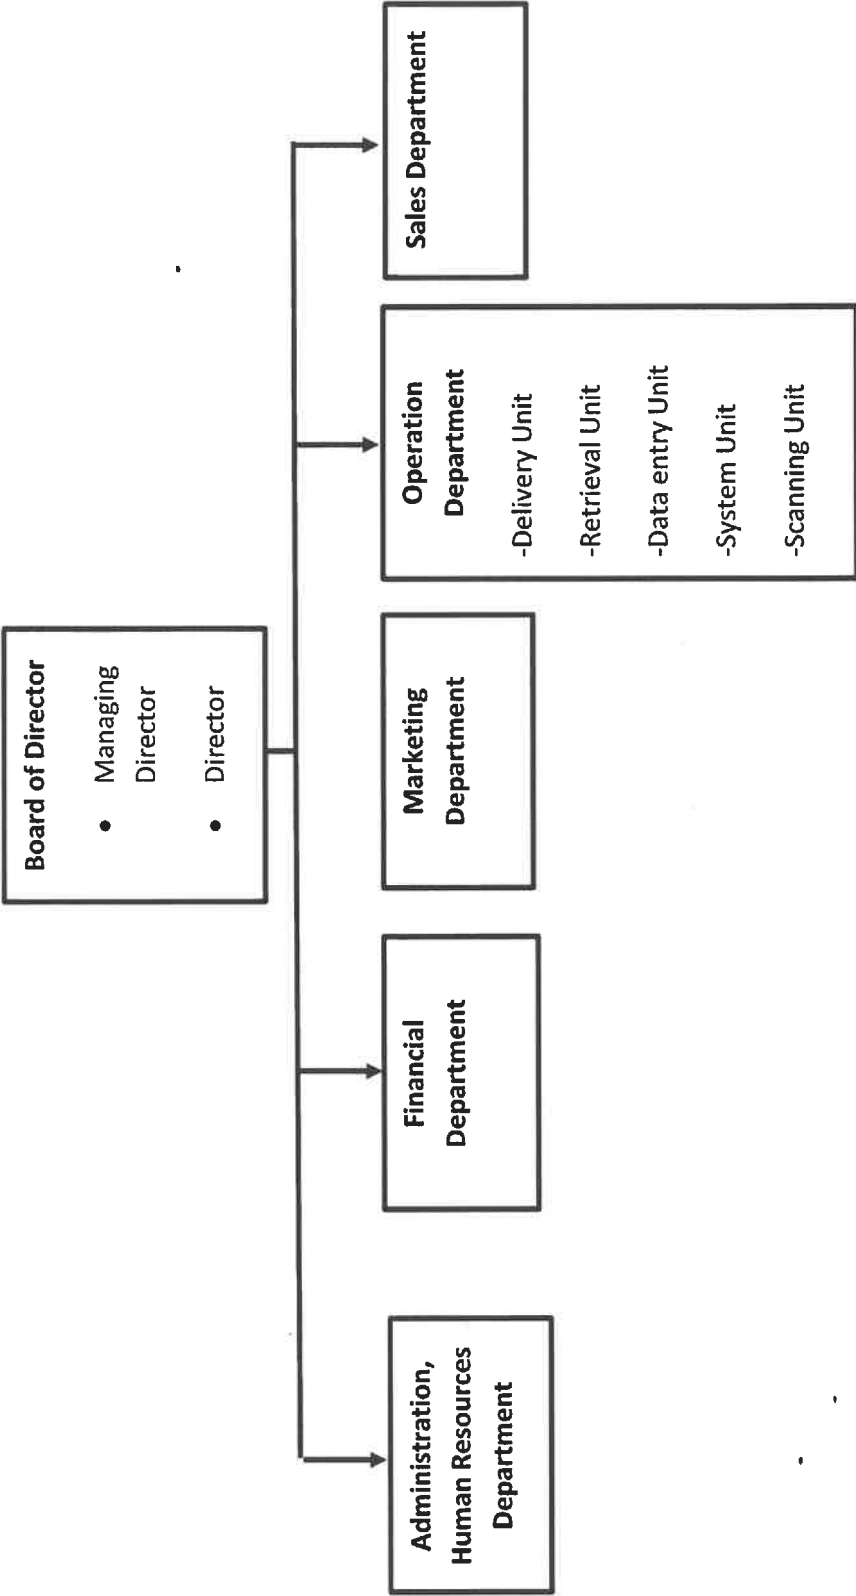 Board of Director
• Managing
Director
• Director
Administration,
Human Resources
Department
Financial
Department
Marketing
Department
Operation
Department
-Delivery Unit
-Retrieval Unit
-Data entry Unit
-System Unit
-Scanning Unit
Sales Department